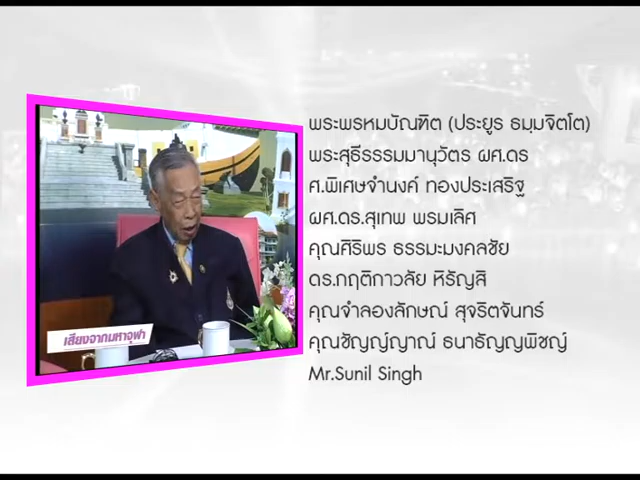 พระพรหมบัณฑิต (ประยูร ธมฺมจิตโต)
พระสุธีธรรมมานุวัตร ผศ.ดร
ศ.พิเศษจำนงค์ ทองประเสริฐ
ผศ.ดร.สุเทพ พรมเลิศ
คุณศิริพร ธรรมะมงคลชัย
ดร.กฤติกาวลัย หิรัญสิ
คุณจำลองลักษณ์ สุจริตจันทร์
คุณชัญญ์ญาณ์ ธนาธัญญพิชญ์
Mr.Sunil Singh
เสียงจากมหาจุฬา